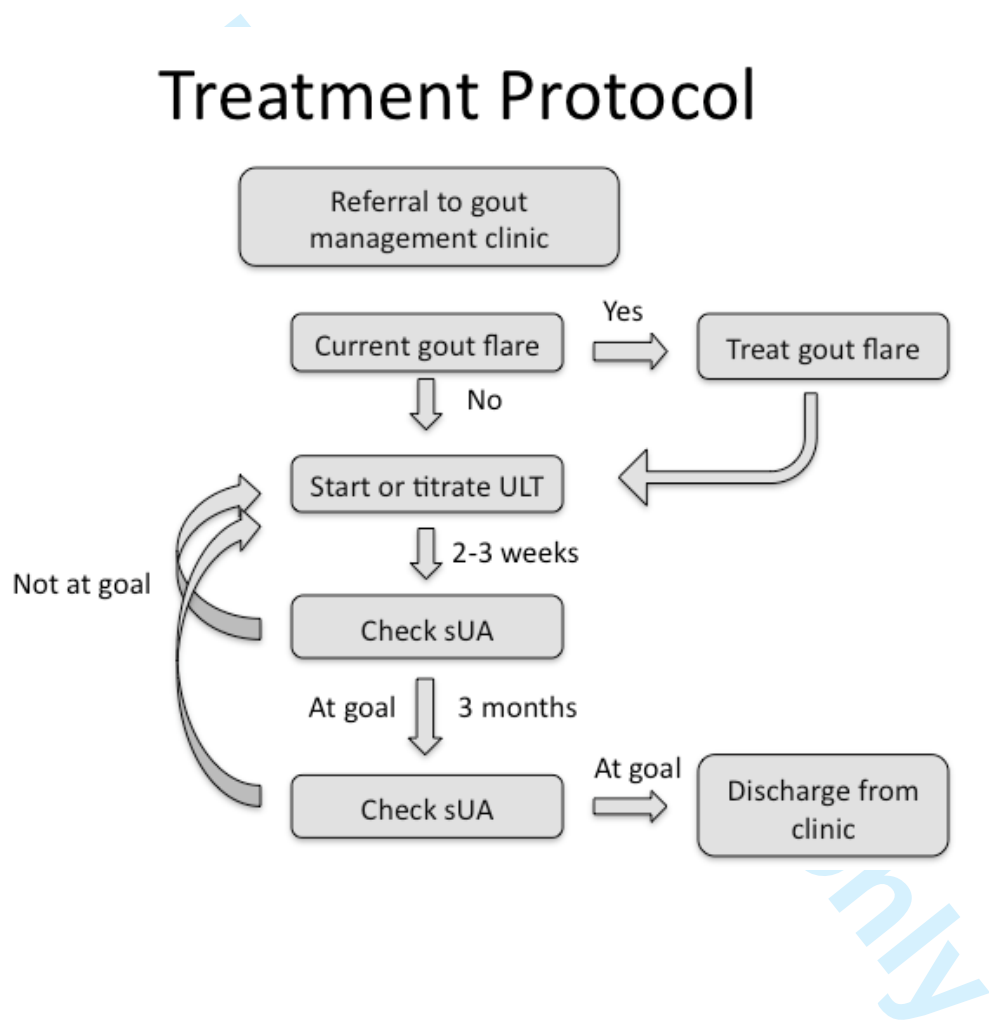 Treatment Protocol
Referral to gout
management clinic
Yes
Current gout flare
Treat gout flare
No
Start or titrate ULT
2-3 weeks
Not at goal
Check sUA
At goal
3 months
At goal
Check sUA
Discharge from
clinic
only